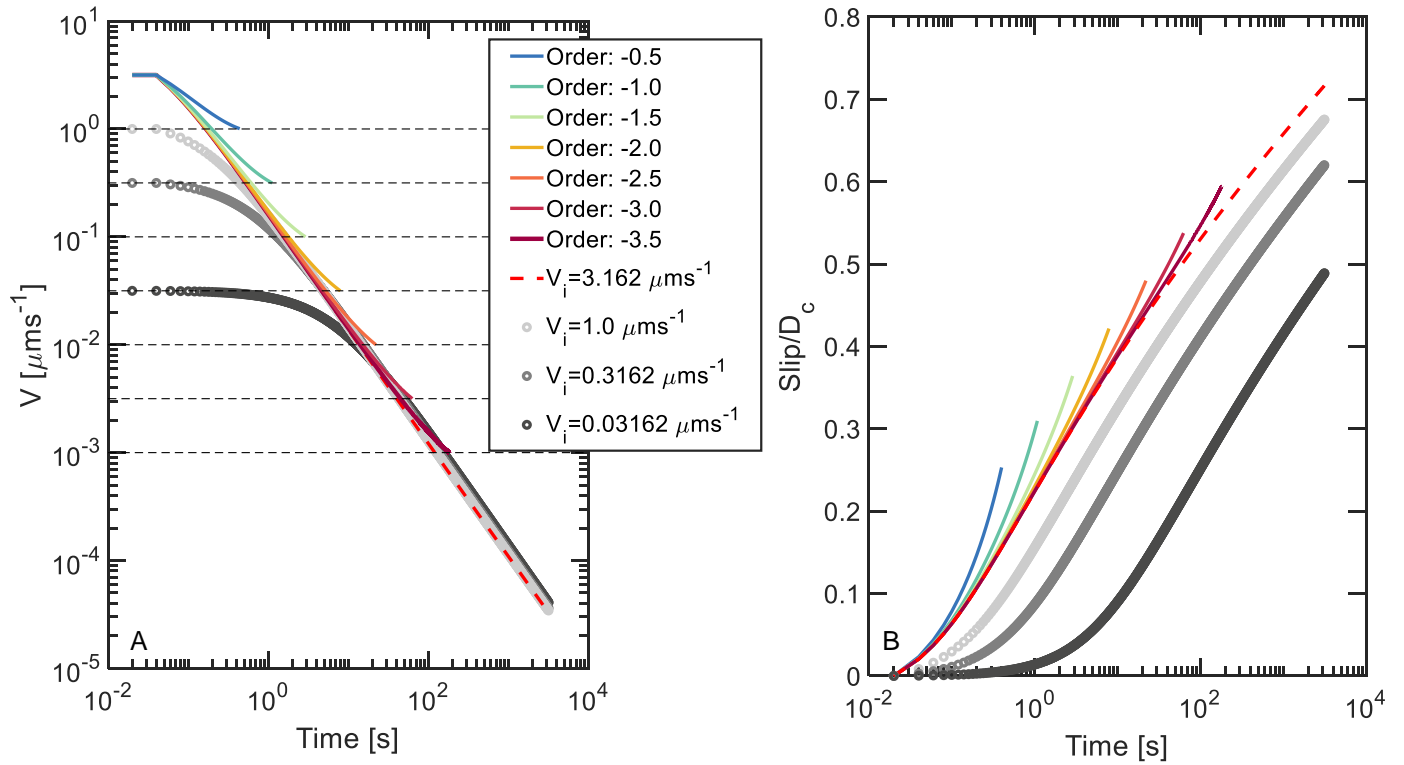 10^1
10^0
10^-1
10^-2
10^-3
10^-4
10^-5
V [μms^-1]
A
10^-2
10^0
10^2
10^4
Time [s]
Order: -0.5
Order: -1.0
Order: -1.5
Order: -2.0
Order: -2.5
Order: -3.0
Order: -3.5
V_i=3.162 μms^-1
V_i=1.0 μms^-1
V_i=0.3162 μms^-1
V_i=0.03162 μms^-1
0.8
0.7
0.6
0.5
0.4
0.3
0.2
0.1
0
Slip/D_c
B
10^-2
10^0
10^2
10^4
Time [s]